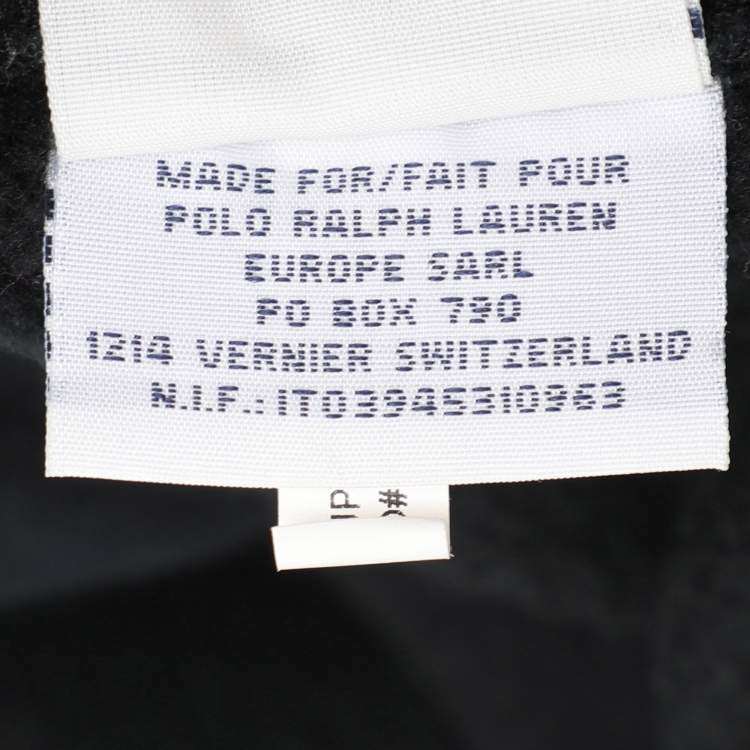 MADE FOR/FAIT POUR
POLO RALPH LAUREN
EUROPE SARL
PO BOX 790
1214 VERNIER SWITZERLAND
N.I.F.: IT03945310963